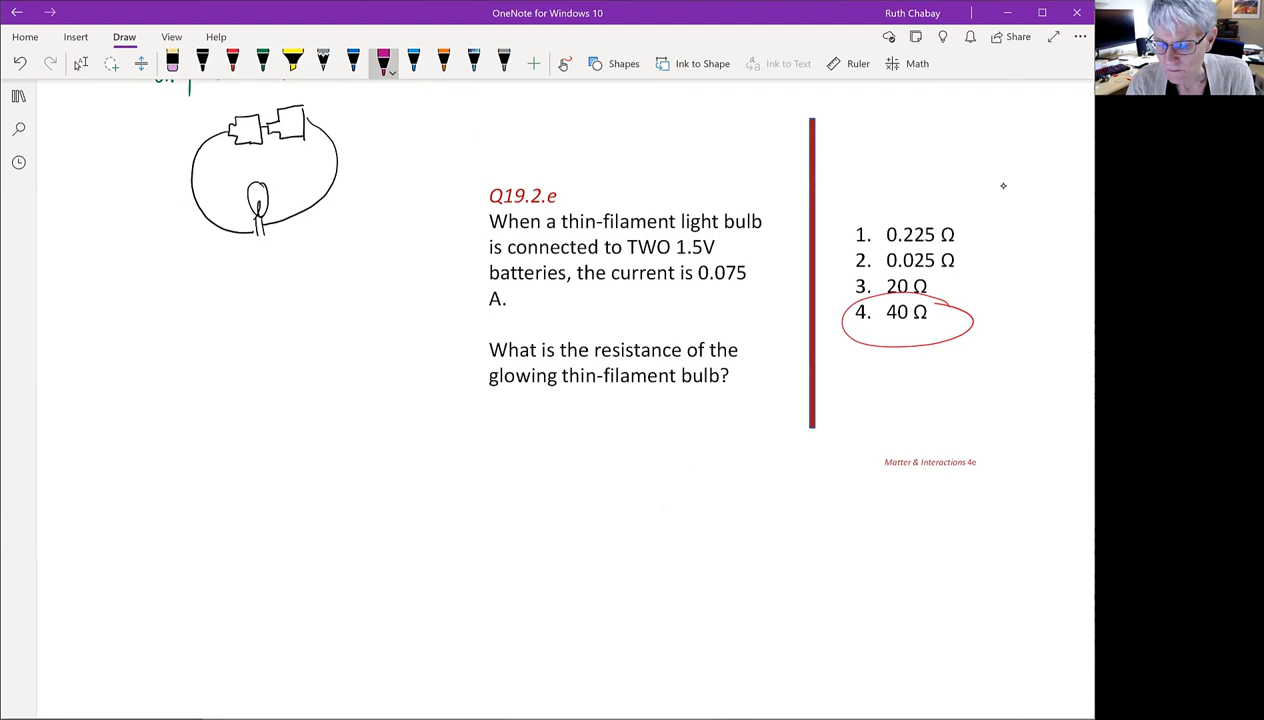 OneNote for Windows 10
Ruth Chabay
Home Insert Draw View Help
Share
Shapes Ink to Shape Ink to Text Ruler Math
Q19.2.e
When a thin-filament light bulb
is connected to TWO 1.5V
batteries, the current is 0.075
A.
What is the resistance of the
glowing thin-filament bulb?
1. 0.225 Ω
2. 0.025 Ω
3. 20 Ω
4. 40 Ω
Matter & Interactions 4e